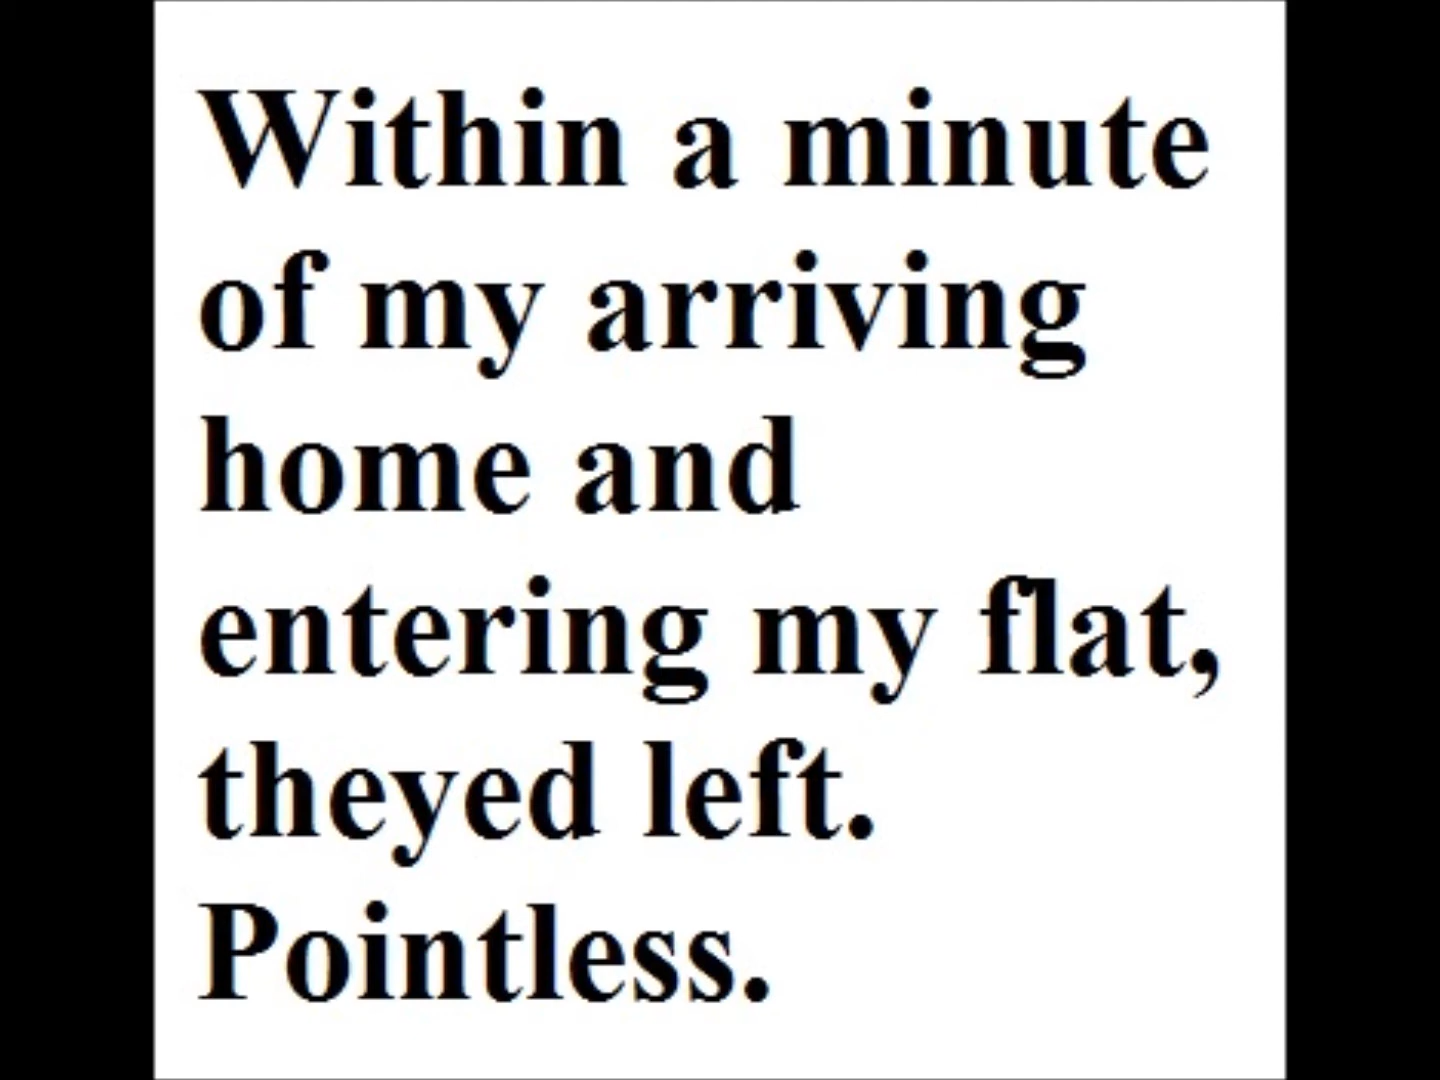 Within a minute
of my arriving
home and
entering my flat,
theyed left.
Pointless.